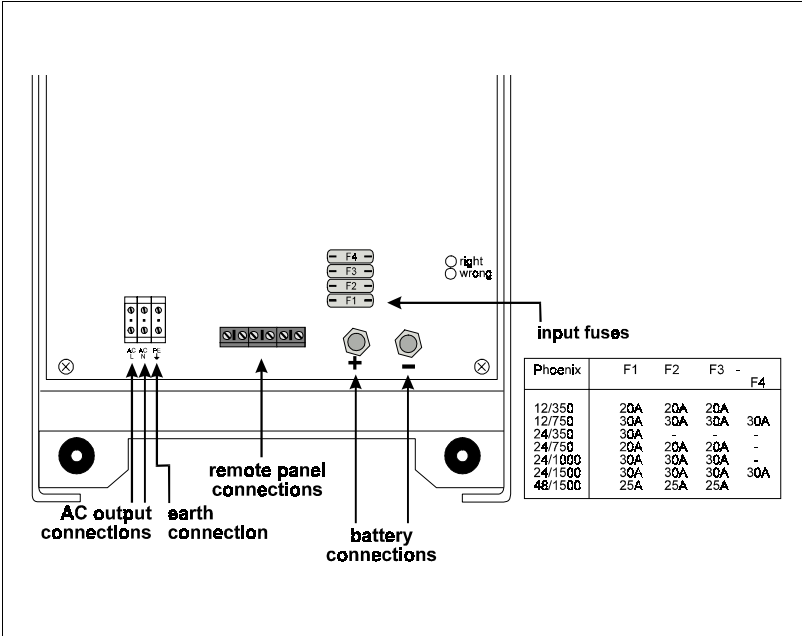 F4
F3
F2
F1
right
wrong
input fuses
AC L
AC N
PE
+
-
remote panel
connections
AC output
connections
earth
connection
battery
connections
Phoenix F1 F2 F3 - F4
12/350 20A 20A 20A
12/750 30A 30A 30A 30A
24/350 30A - - -
24/750 20A 20A 20A -
24/1000 30A 30A 30A -
24/1500 30A 30A 30A 30A
48/1500 25A 25A 25A